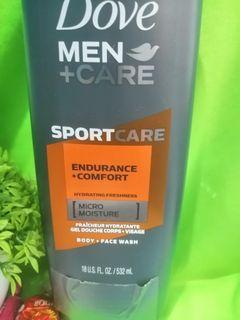 Dove
MEN
+CARE
SPORTCARE
ENDURANCE
+COMFORT
HYDRATING FRESHNESS
MICRO
MOISTURE
FRAÎCHEUR HYDRATANTE
GEL DOUCHE CORPS+VISAGE
BODY + FACE WASH
18 U.S. FL. OZ. / 532 mL